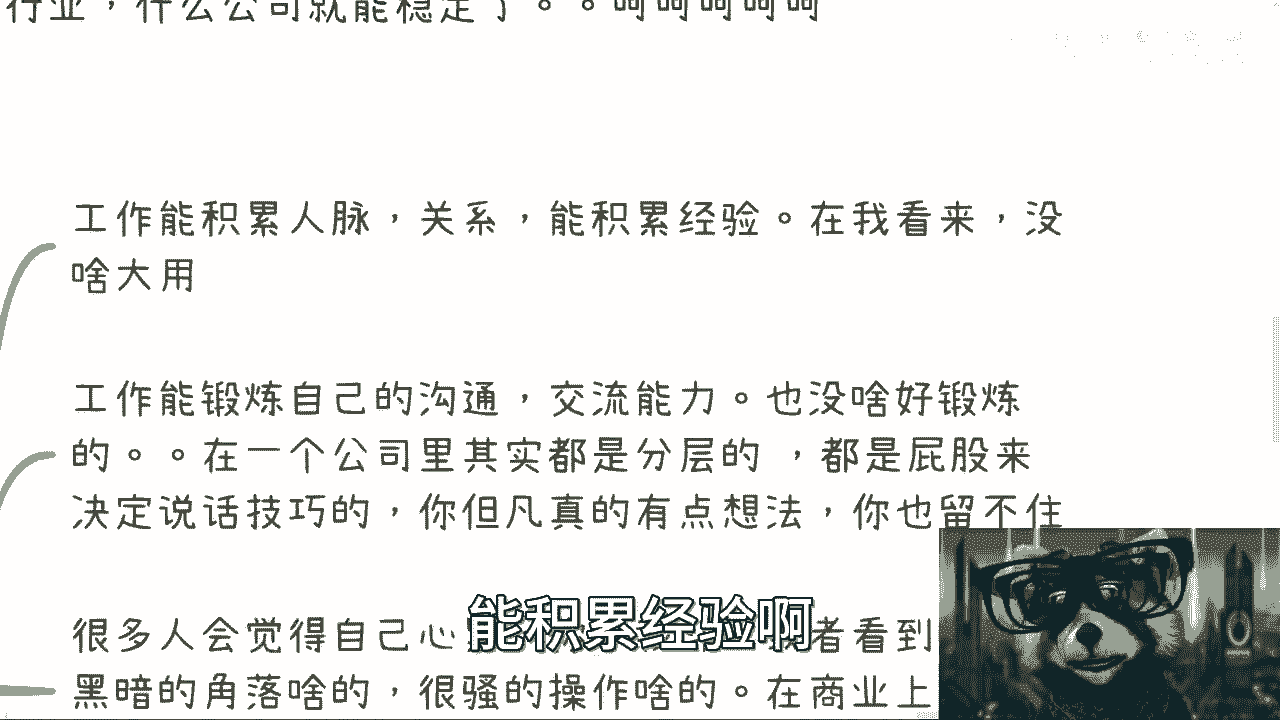 行业，什么公司就能稳定了。。呵呵呵呵呵
工作能积累人脉，关系，能积累经验。在我看来，没
啥大用
工作能锻炼自己的沟通，交流能力。也没啥好锻炼
的。。在一个公司里其实都是分层的，都是屁股来
决定说话技巧的，你但凡真的有点想法，你也留不住
很多人会觉得自己心
者看到
能积累经验啊
黑暗的角落啥的，很骚的操作啥的。在商业上